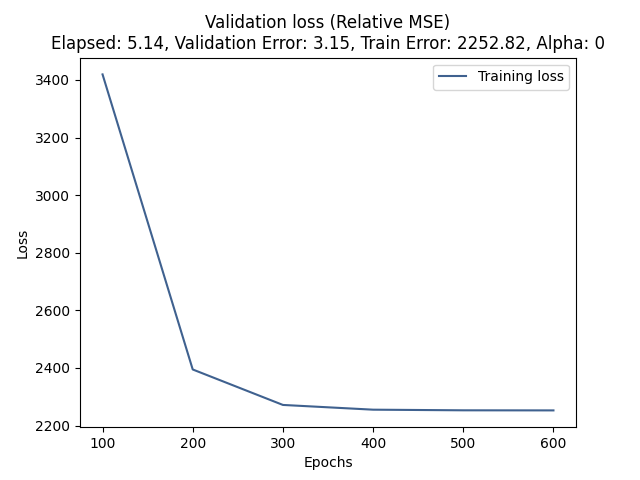 Validation loss (Relative MSE)
Elapsed: 5.14, Validation Error: 3.15, Train Error: 2252.82, Alpha: 0
Training loss
3400
3200
3000
2800
2600
2400
2200
Loss
100 200 300 400 500 600
Epochs